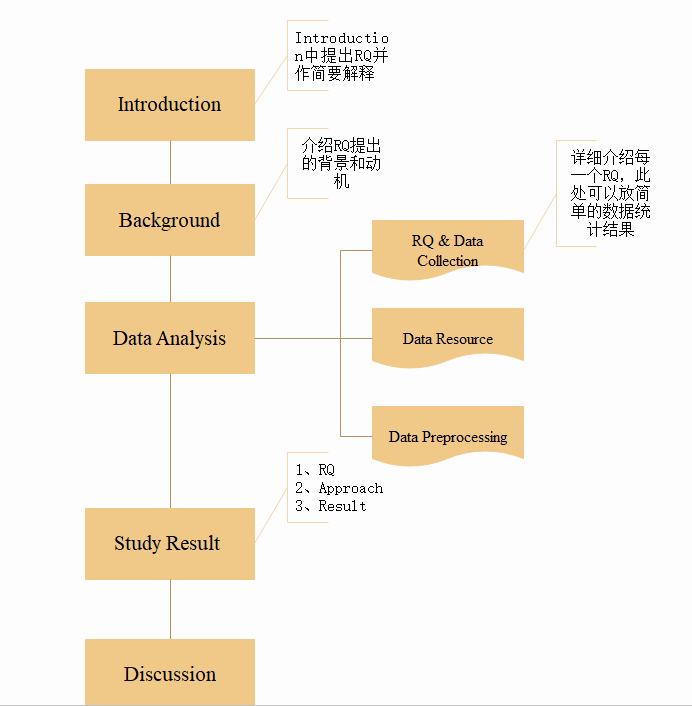 Introductio
n中提出RQ并
作简要解释
Introduction
介绍RQ提出
的背景和动
机
Background
详细介绍每
一个RQ, 此
处可以放简
单的数据统
计结果
RQ & Data
Collection
Data Analysis
Data Resource
Data Preprocessing
1、RQ
2、Approach
3、Result
Study Result
Discussion